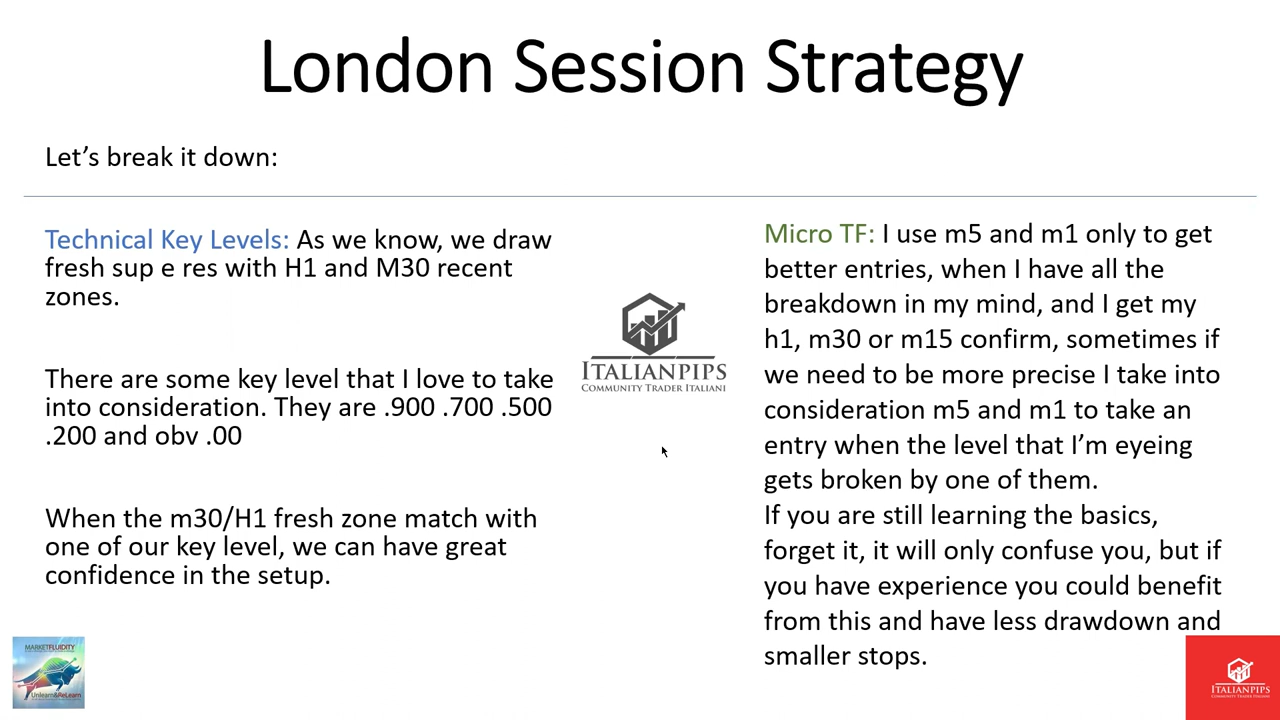 London Session Strategy
Let’s break it down:
Technical Key Levels: As we know, we draw
fresh sup e res with H1 and M30 recent
zones.
There are some key level that I love to take
into consideration. They are .900 .700 .500
.200 and obv .00
When the m30/H1 fresh zone match with
one of our key level, we can have great
confidence in the setup.
ITALIANPIPS
COMMUNITY TRADER ITALIANI
Micro TF: I use m5 and m1 only to get
better entries, when I have all the
breakdown in my mind, and I get my
h1, m30 or m15 confirm, sometimes if
we need to be more precise I take into
consideration m5 and m1 to take an
entry when the level that I’m eyeing
gets broken by one of them.
If you are still learning the basics,
forget it, it will only confuse you, but if
you have experience you could benefit
from this and have less drawdown and
smaller stops.
MARKETFLUIDITY
Unlearn&ReLearn
ITALIANPIPS
COMMUNITY TRADER ITALIANI